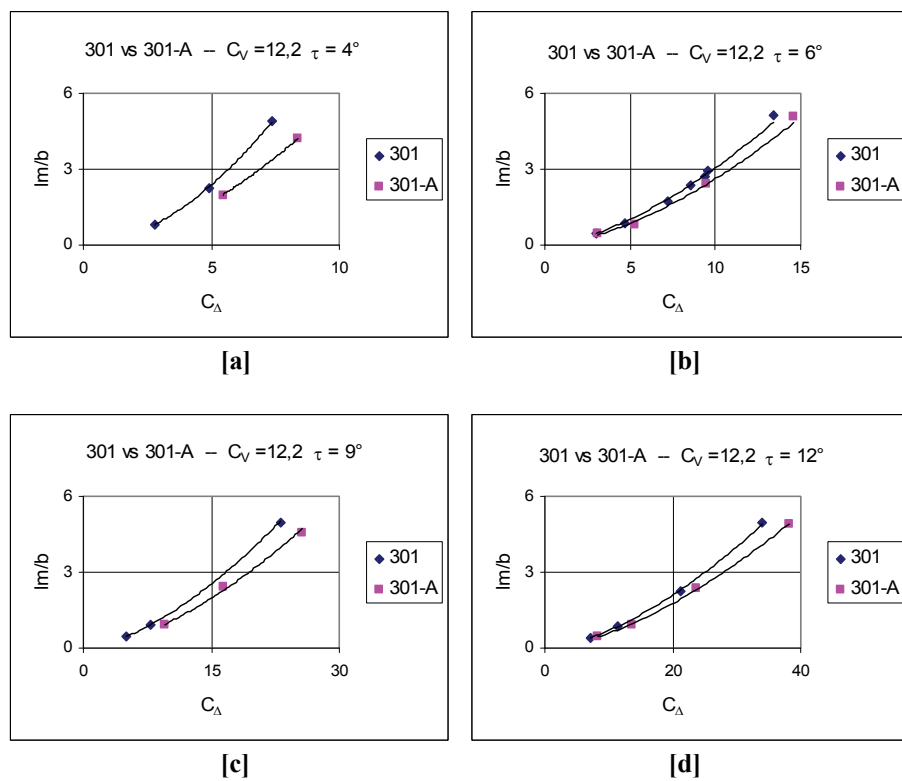 301 vs 301-A -- C_V =12,2 τ = 4°
6
3
0
lm/b
0 5 10
C_Δ
301
301-A
[a]
301 vs 301-A -- C_V =12,2 τ = 6°
6
3
0
lm/b
0 5 10 15
C_Δ
301
301-A
[b]
301 vs 301-A -- C_V =12,2 τ = 9°
6
3
0
lm/b
0 15 30
C_Δ
301
301-A
[c]
301 vs 301-A -- C_V =12,2 τ = 12°
6
3
0
lm/b
0 20 40
C_Δ
301
301-A
[d]